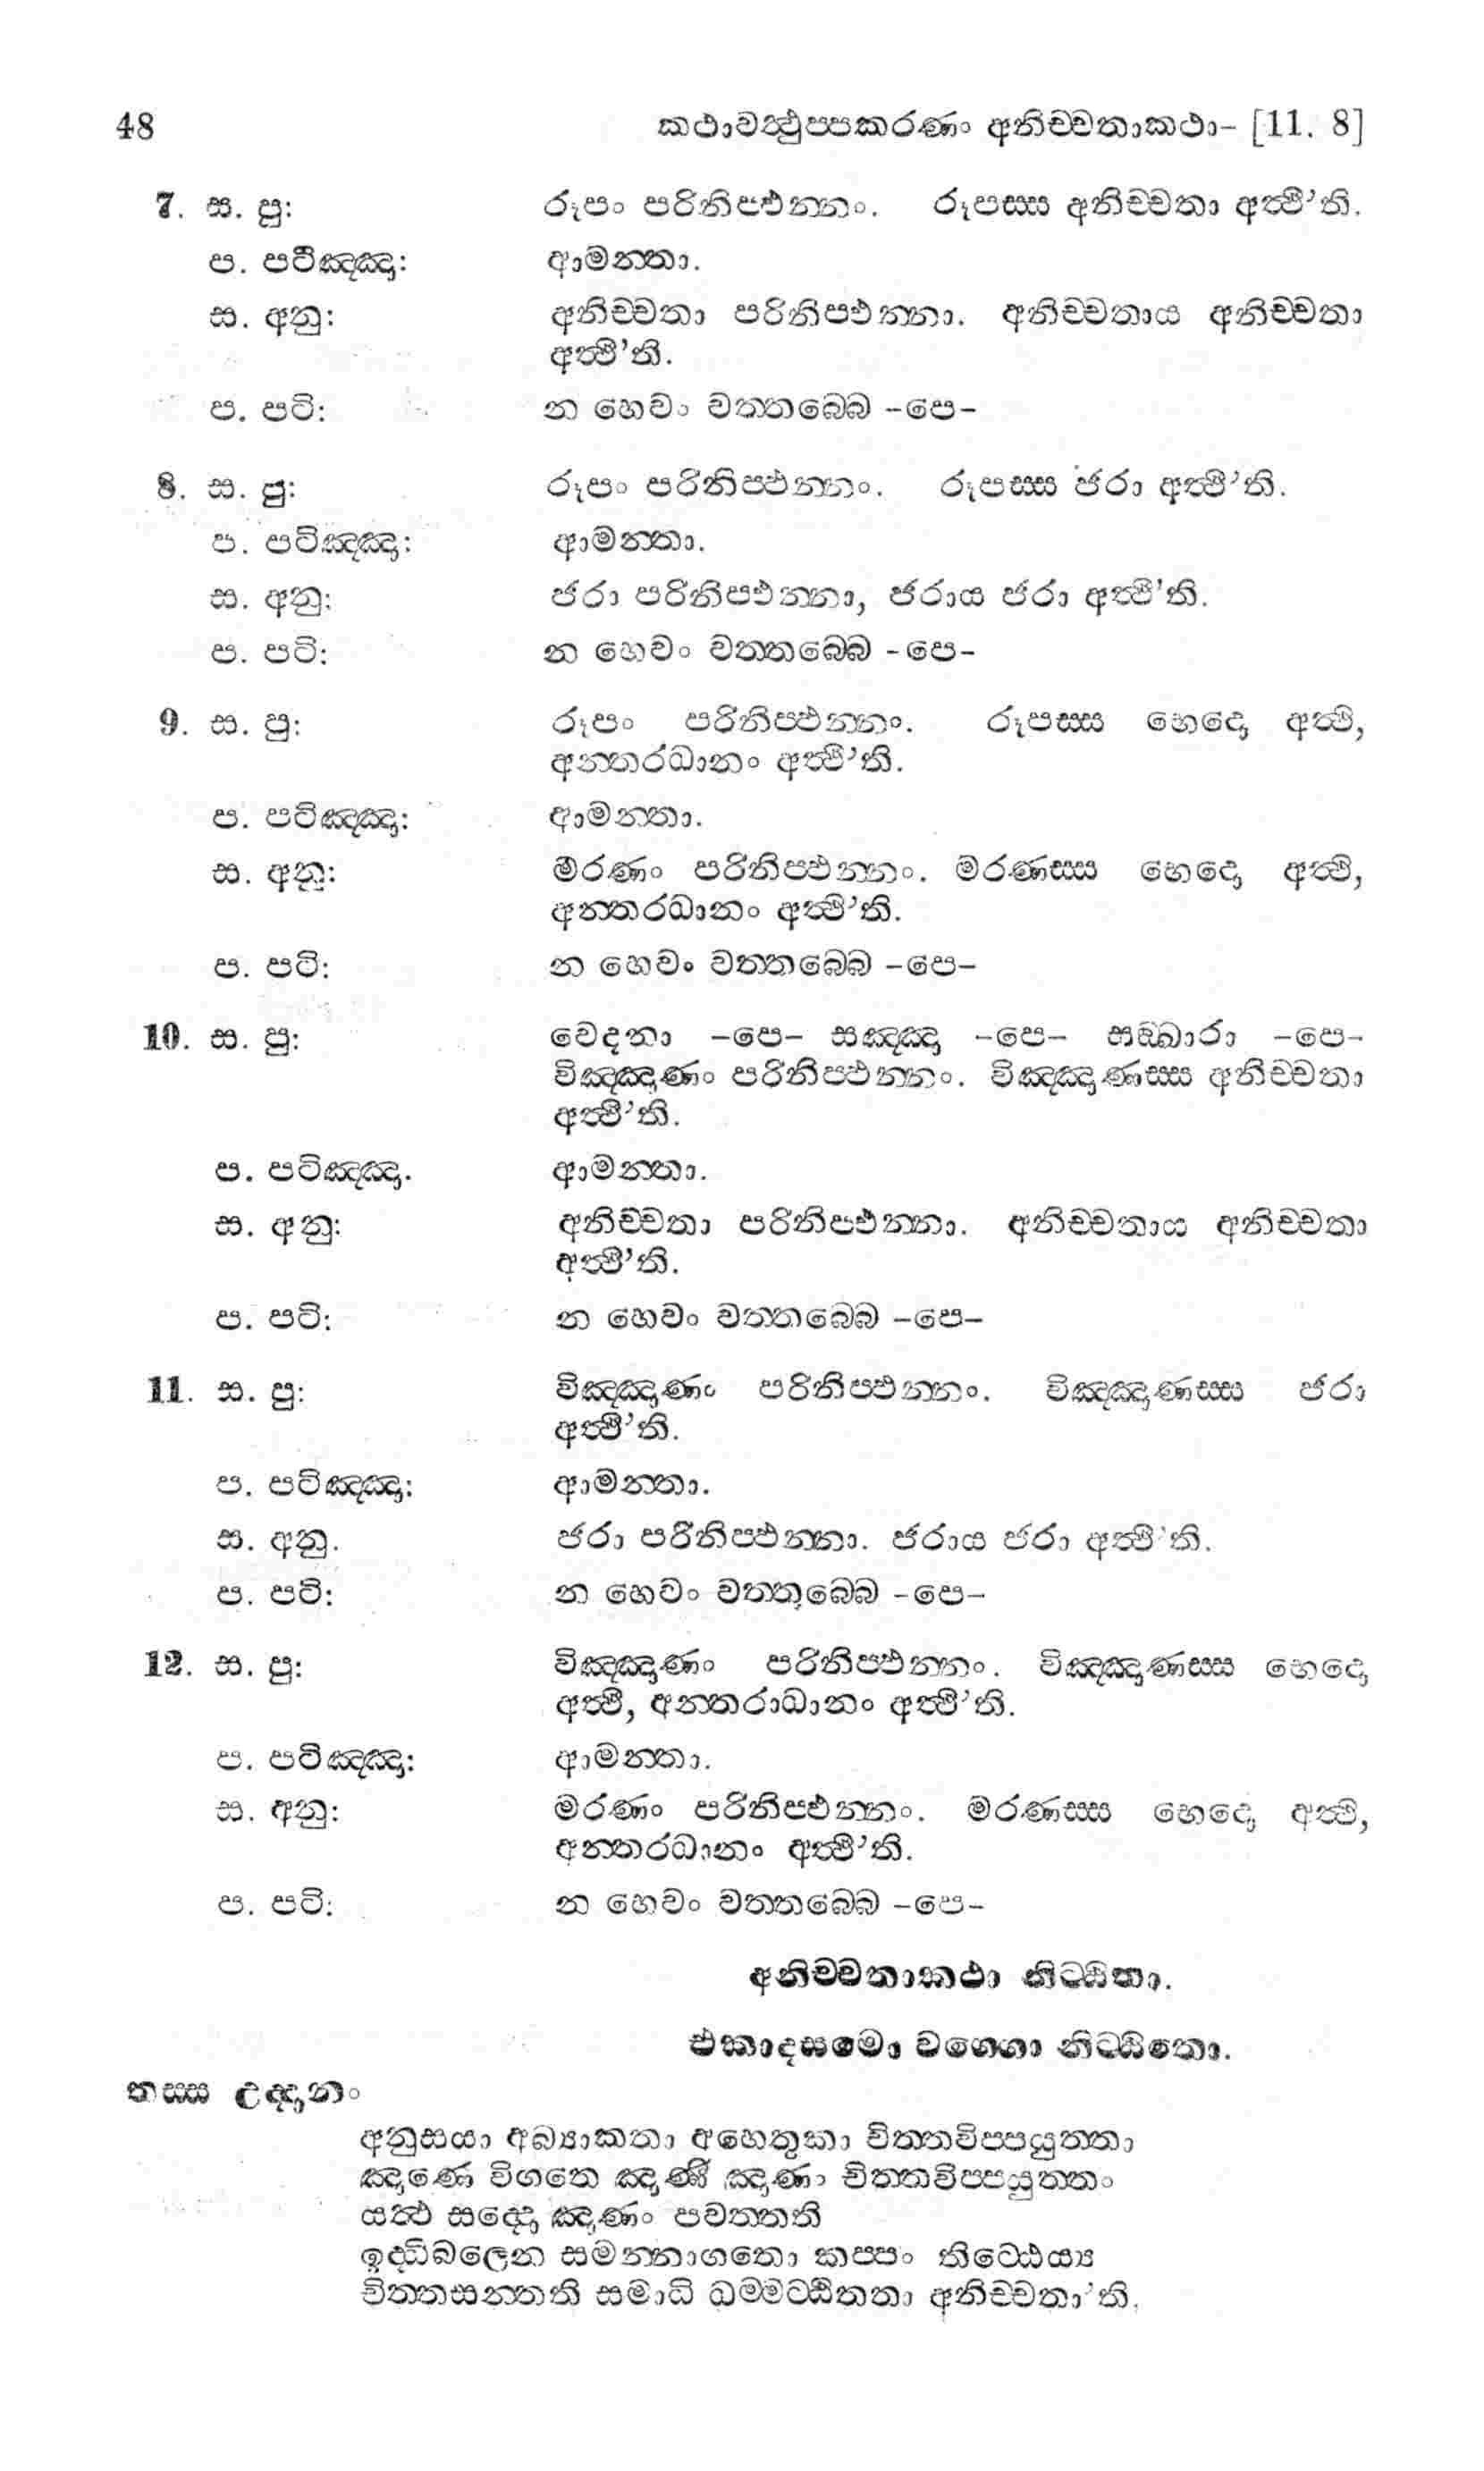 48 කථාවත්‍ථුප්‍පකරණං අනිච්චතාකථා- [11. 8]
7. ස. පු: රූපං පරිනිප්ඵන්නං. රූපස්ස අනිච්චතා අත්‍ථී’ති.
ප. පටිඤ්ඤා: ආමන්තා.
ස. අනු: අනිච්චතා පරිනිප්ඵන්නා. අනිච්චතාය අනිච්චතා
අත්‍ථී’ති.
ප. පටි: න හෙවං වත්තබ්බෙ -පෙ-
8. ස. පු: රූපං පරිනිප්ඵන්නං. රූපස්ස ජරා අත්‍ථී’ති.
ප. පටිඤ්ඤා: ආමන්තා.
ස. අනු: ජරා පරිනිප්ඵන්නා, ජරාය ජරා අත්‍ථී’ති.
ප. පටි: න හෙවං වත්තබ්බෙ -පෙ-
9. ස. පු: රූපං පරිනිප්ඵන්නං. රූපස්ස භෙදො අත්‍ථි,
අන්තරධානං අත්‍ථී’ති.
ප. පටිඤ්ඤා: ආමන්තා.
ස. අනු: මරණං පරිනිප්ඵන්නං. මරණස්ස භෙදො අත්‍ථි,
අන්තරධානං අත්‍ථී’ති.
ප. පටි: න හෙවං වත්තබ්බෙ -පෙ-
10. ස. පු: වෙදනා -පෙ- සඤ්ඤා -පෙ- සඞ්ඛාරා -පෙ-
විඤ්ඤාණං පරිනිප්ඵන්නං. විඤ්ඤාණස්ස අනිච්චතා
අත්‍ථී’ති.
ප. පටිඤ්ඤා. ආමන්තා.
ස. අනු: අනිච්චතා පරිනිප්ඵන්නා. අනිච්චතාය අනිච්චතා
අත්‍ථී’ති.
ප. පටි: න හෙවං වත්තබ්බෙ -පෙ-
11. ස. පු: විඤ්ඤාණං පරිනිප්ඵන්නං. විඤ්ඤාණස්ස ජරා
අත්‍ථී’ති.
ප. පටිඤ්ඤා: ආමන්තා.
ස. අනු. ජරා පරිනිප්ඵන්නා. ජරාය ජරා අත්‍ථී’ති.
ප. පටි: න හෙවං වත්තබ්බෙ -පෙ-
12. ස. පු: විඤ්ඤාණං පරිනිප්ඵන්නං. විඤ්ඤාණස්ස භෙදො
අත්‍ථි, අන්තරාධානං අත්‍ථී’ති.
ප. පටිඤ්ඤා: ආමන්තා.
ස. අනු: මරණං පරිනිප්ඵන්නං. මරණස්ස භෙදො අත්‍ථි,
අන්තරධානං අත්‍ථී’ති.
ප. පටි: න හෙවං වත්තබ්බෙ -පෙ-
අනිච්චතාකථා නිට්ඨිතා.
එකාදසමො වග්ගො නිට්ඨිතො.
තස්ස උද්දානං
අනුසයා අබ්‍යාකතා අහෙතුකා චිත්තවිප්පයුත්තා
ඤාණෙ විගතෙ ඤාණී ඤාණං චිත්තවිප්පයුත්තං
යත්‍ථ සද්දො ඤාණං පවත්තති
ඉද්ධිබලෙන සමන්නාගතො කප්පං තිට්ඨෙය්‍ය
චිත්තසන්තති සමාධි ධම්මට්ඨිතතා අනිච්චතා’ති.